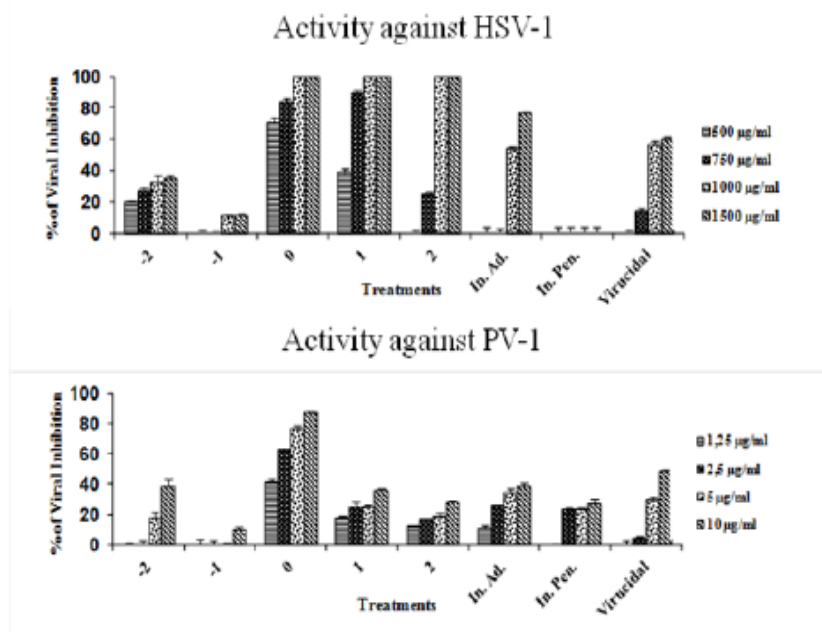 Activity against HSV-1
% of Viral Inhibition
100
80
60
40
20
0
-2
-1
0
1
2
In. Ad.
In. Pen.
Virucidal
Treatments
500 µg/ml
750 µg/ml
1000 µg/ml
1500 µg/ml
Activity against PV-1
% of Viral Inhibition
100
80
60
40
20
0
-2
-1
0
1
2
In. Ad.
In. Pen.
Virucidal
Treatments
1,25 µg/ml
2,5 µg/ml
5 µg/ml
10 µg/ml